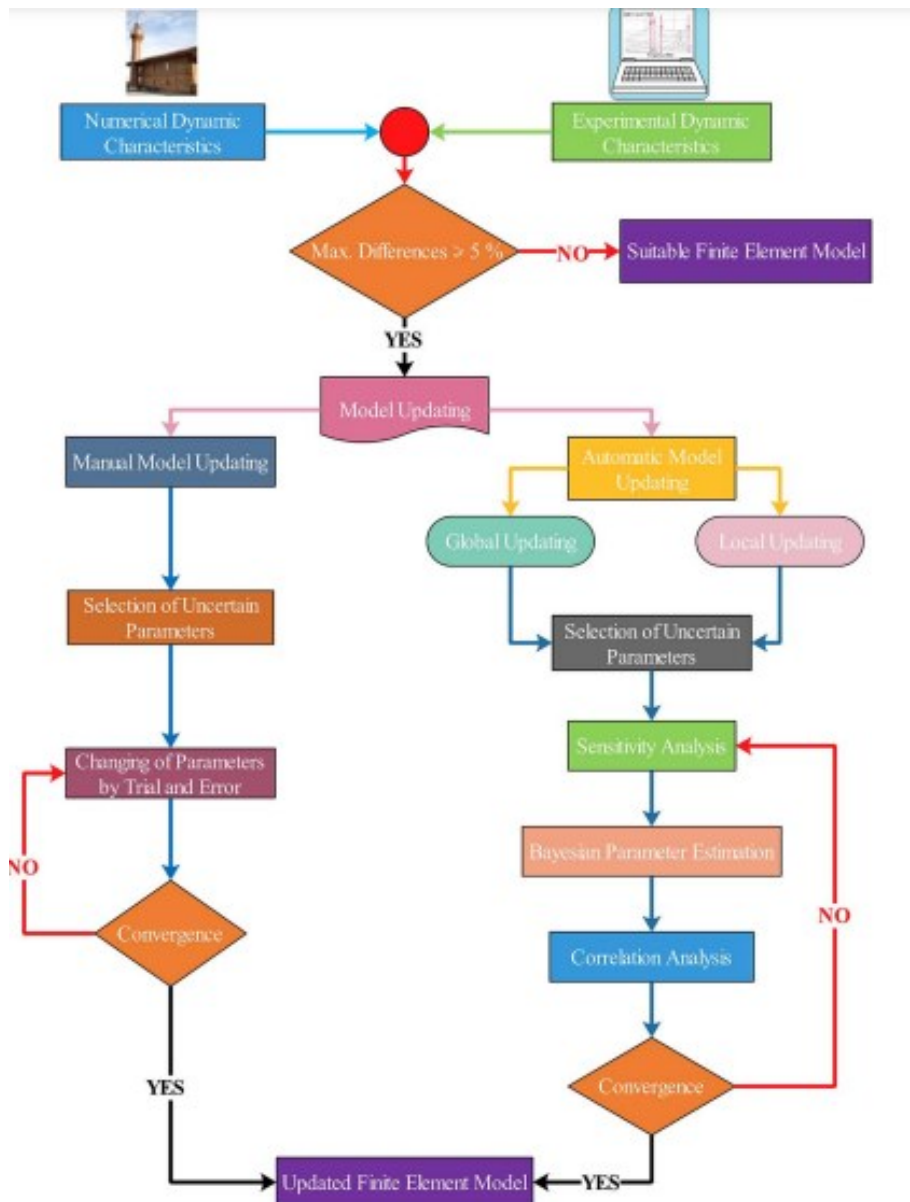 Numerical Dynamic
Characteristics
Experimental Dynamic
Characteristics
Max. Differences > 5 %
NO
Suitable Finite Element Model
YES
Model Updating
Manual Model Updating
Automatic Model
Updating
Global Updating
Local Updating
Selection of Uncertain
Parameters
Selection of Uncertain
Parameters
Changing of Parameters
by Trial and Error
Sensitivity Analysis
Bayesian Parameter Estimation
NO
NO
Convergence
Correlation Analysis
Convergence
YES
YES
Updated Finite Element Model